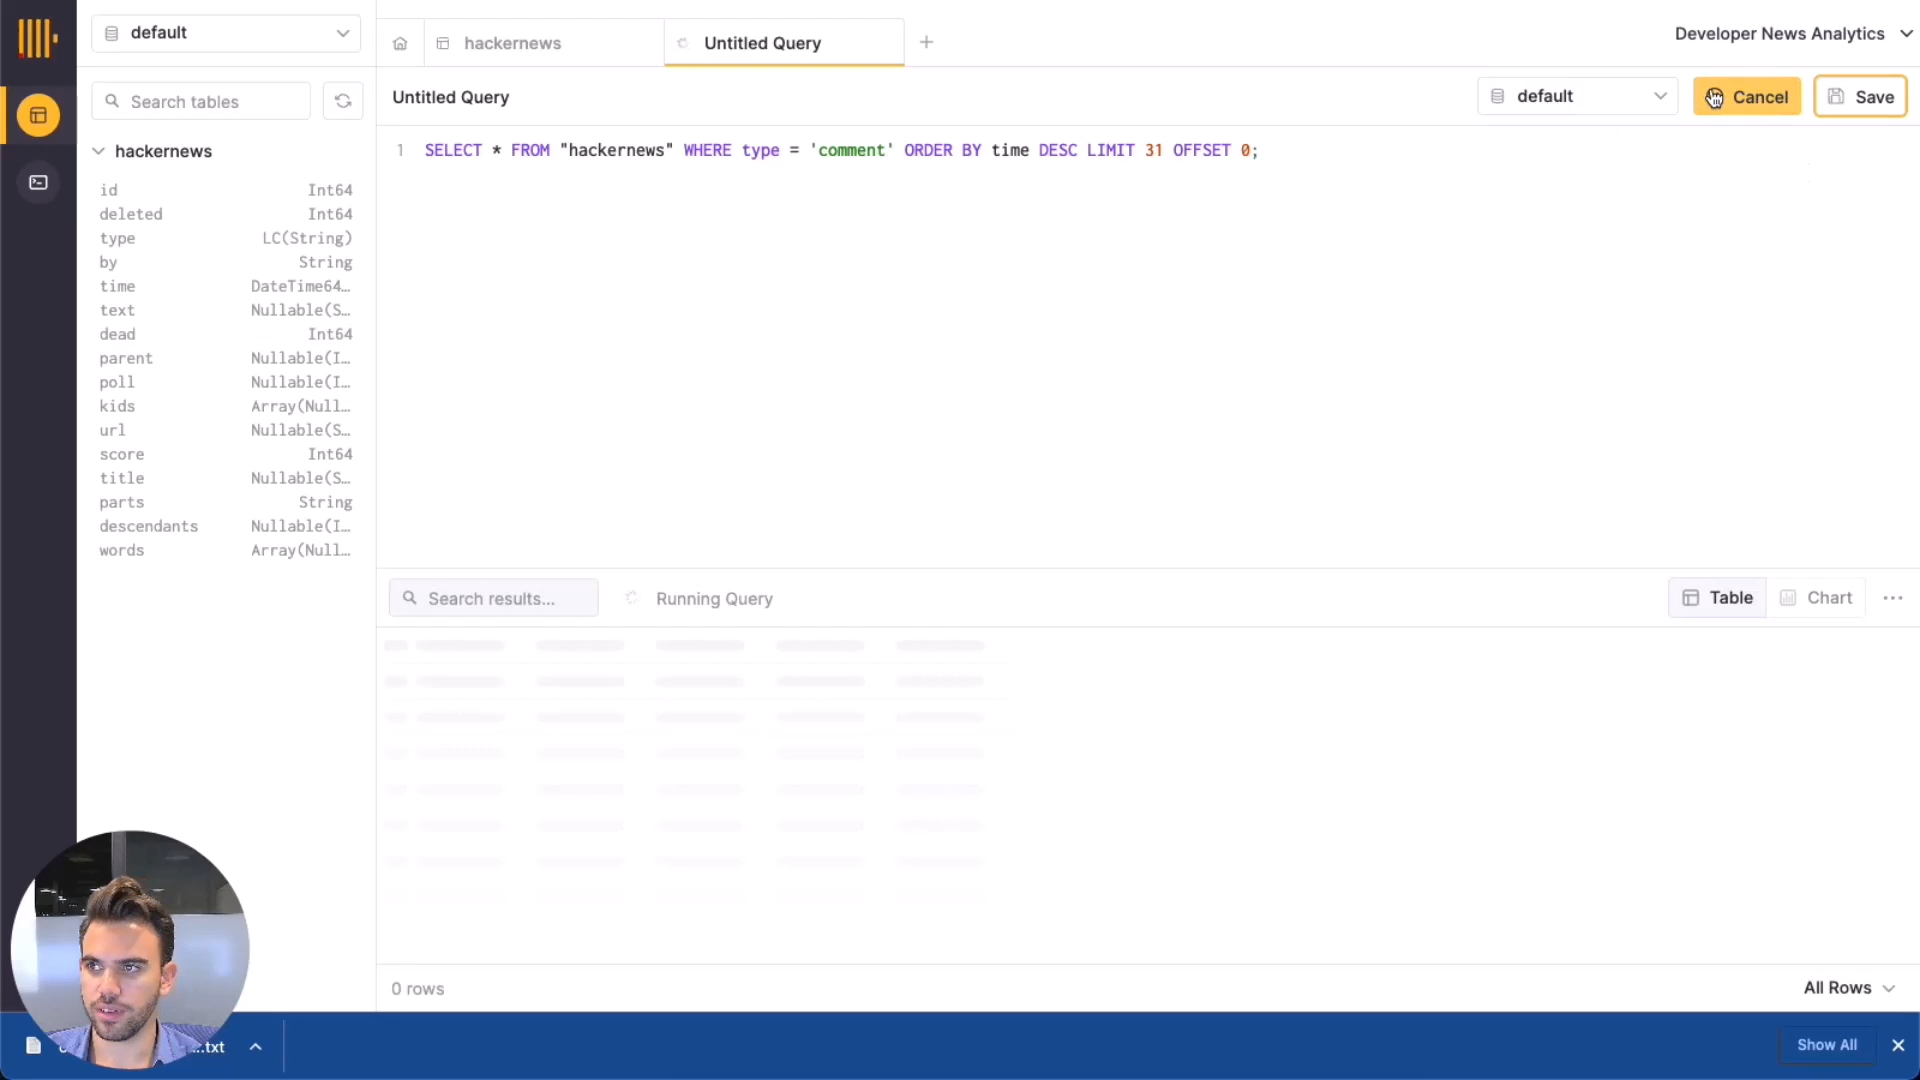 default
hackernews
Untitled Query
Developer News Analytics
Search tables
Untitled Query
default
Cancel
Save
hackernews
1 SELECT * FROM "hackernews" WHERE type = 'comment' ORDER BY time DESC LIMIT 31 OFFSET 0;
id Int64
deleted Int64
type LC(String)
by String
time DateTime64…
text Nullable(S…
dead Int64
parent Nullable(I…
poll Nullable(I…
kids Array(Null…
url Nullable(S…
score Int64
title Nullable(S…
parts String
descendants Nullable(I…
words Array(Null…
Search results...
Running Query
Table
Chart
0 rows
All Rows
...txt
Show All